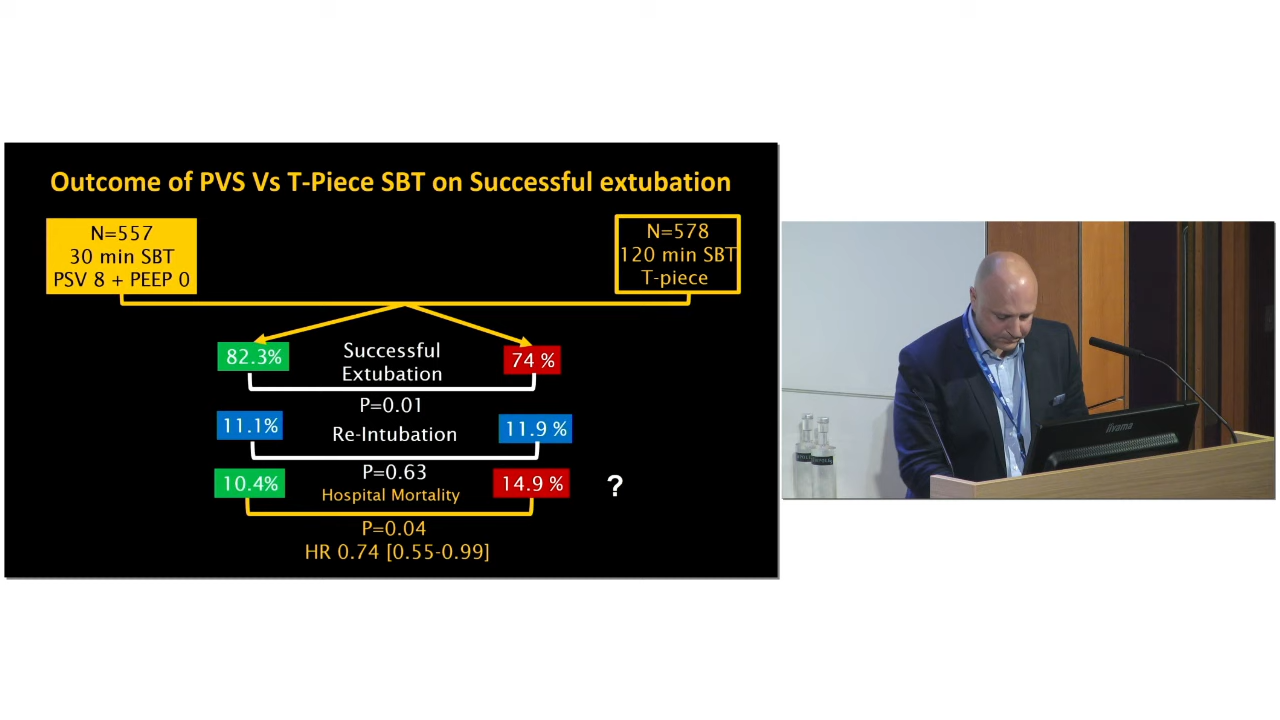 Outcome of PVS Vs T-Piece SBT on Successful extubation
N=557
30 min SBT
PSV 8 + PEEP 0
N=578
120 min SBT
T-piece
82.3%
Successful
Extubation
74 %
P=0.01
11.1%
Re-Intubation
11.9 %
P=0.63
10.4%
Hospital Mortality
14.9 %
?
P=0.04
HR 0.74 [0.55-0.99]
iiyama